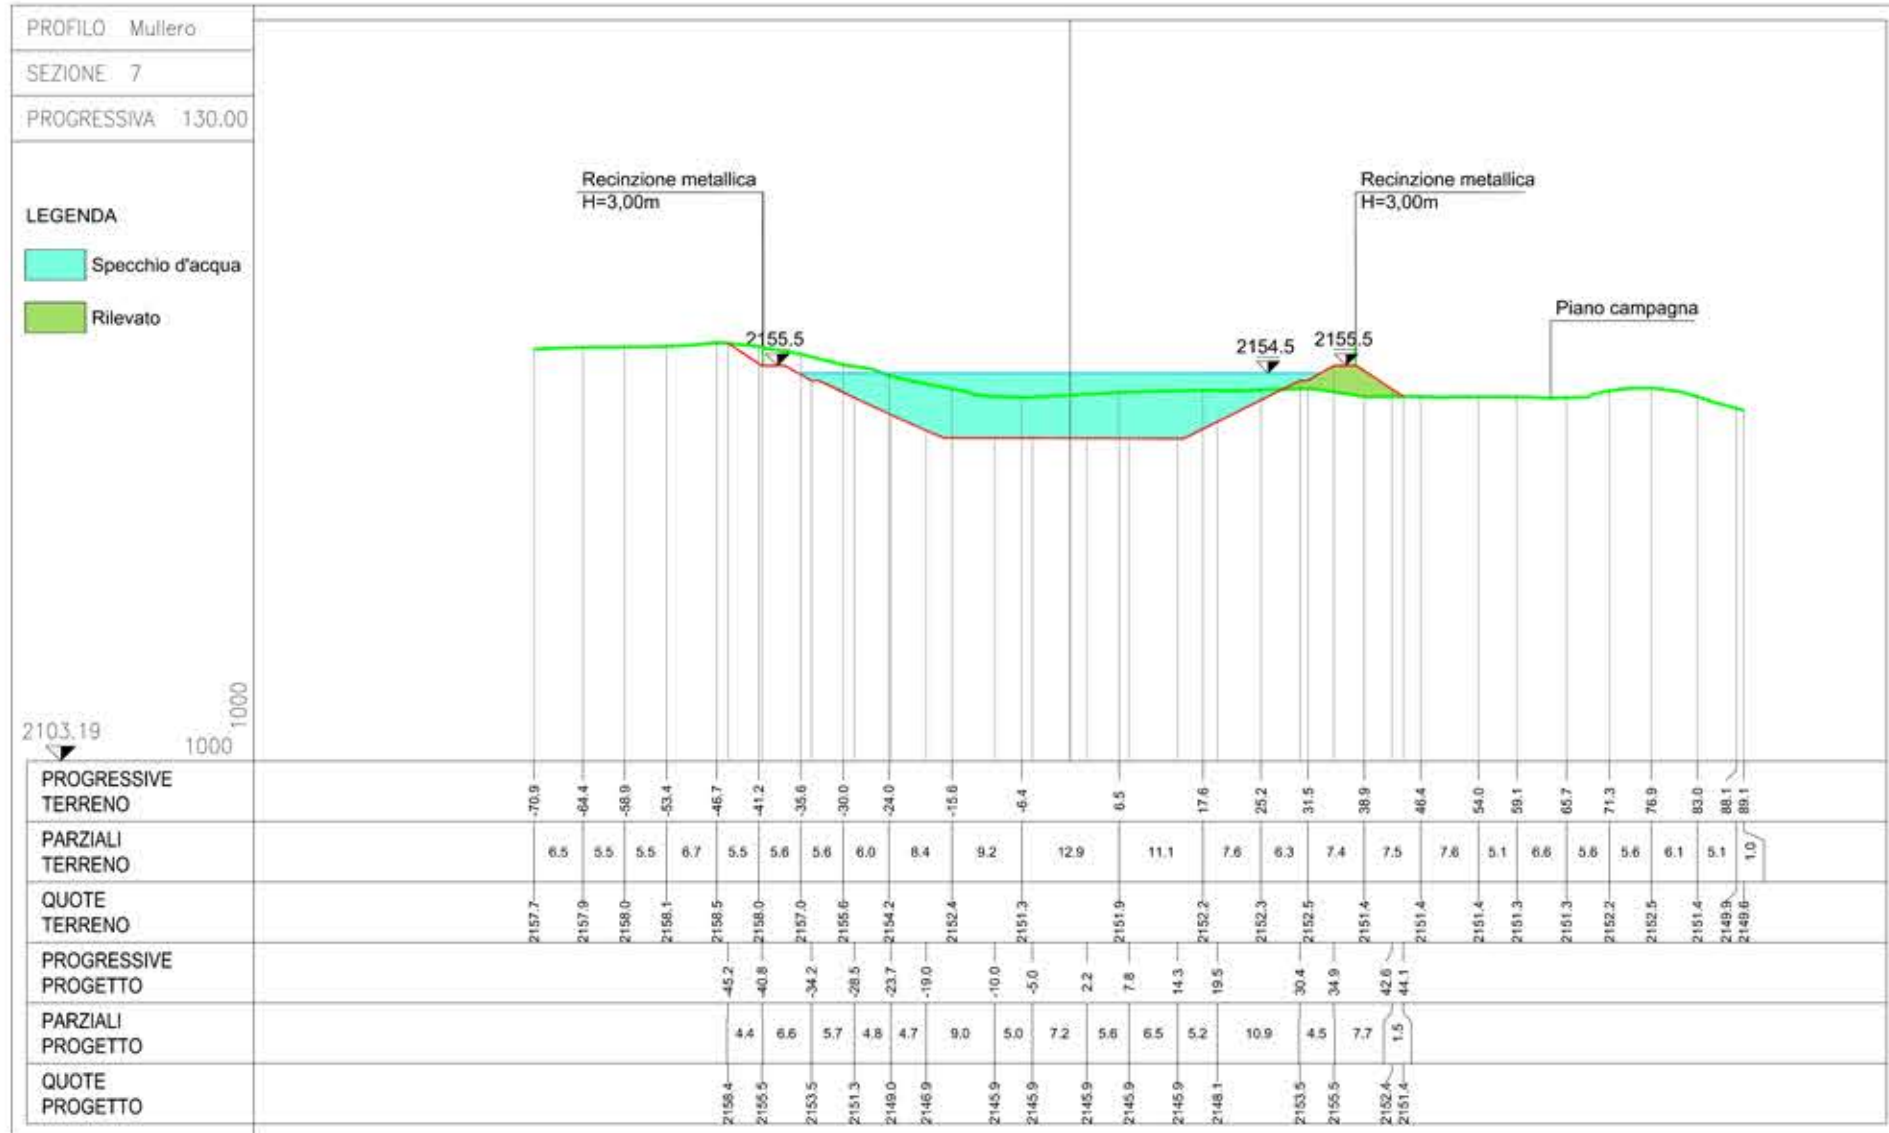 PROFILO Mullero
SEZIONE 7
PROGRESSIVA 130.00
LEGENDA
Specchio d'acqua
Rilevato
Recinzione metallica
H=3,00m
Recinzione metallica
H=3,00m
Piano campagna
2155.5
2154.5
2155.5
1000
2103.19
1000
PROGRESSIVE
TERRENO
-70.9 -64.4 -58.9 -53.4 -46.7 -41.2 -35.6 -30.0 -24.0 -15.6 -6.4 6.5 17.6 25.2 31.5 38.9 46.4 54.0 59.1 65.7 71.3 76.9 83.0 88.1 89.1
PARZIALI
TERRENO
6.5 5.5 5.5 6.7 5.5 5.6 5.6 6.0 8.4 9.2 12.9 11.1 7.6 6.3 7.4 7.5 7.6 5.1 6.6 5.6 5.6 6.1 5.1 1.0
QUOTE
TERRENO
2157.7 2157.9 2158.0 2158.1 2158.5 2158.0 2157.0 2155.6 2154.2 2152.4 2151.3 2151.9 2152.2 2152.3 2152.5 2151.4 2151.4 2151.4 2151.3 2151.3 2152.2 2152.5 2151.4 2149.9 2149.6
PROGRESSIVE
PROGETTO
-45.2 -40.8 -34.2 -28.5 -23.7 -19.0 -10.0 -5.0 2.2 7.8 14.3 19.5 30.4 34.9 42.6 44.1
PARZIALI
PROGETTO
4.4 6.6 5.7 4.8 4.7 9.0 5.0 7.2 5.6 6.5 5.2 10.9 4.5 7.7 1.5
QUOTE
PROGETTO
2158.4 2155.5 2153.5 2151.3 2149.0 2146.9 2145.9 2145.9 2145.9 2145.9 2145.9 2148.1 2153.5 2155.5 2152.4 2151.4